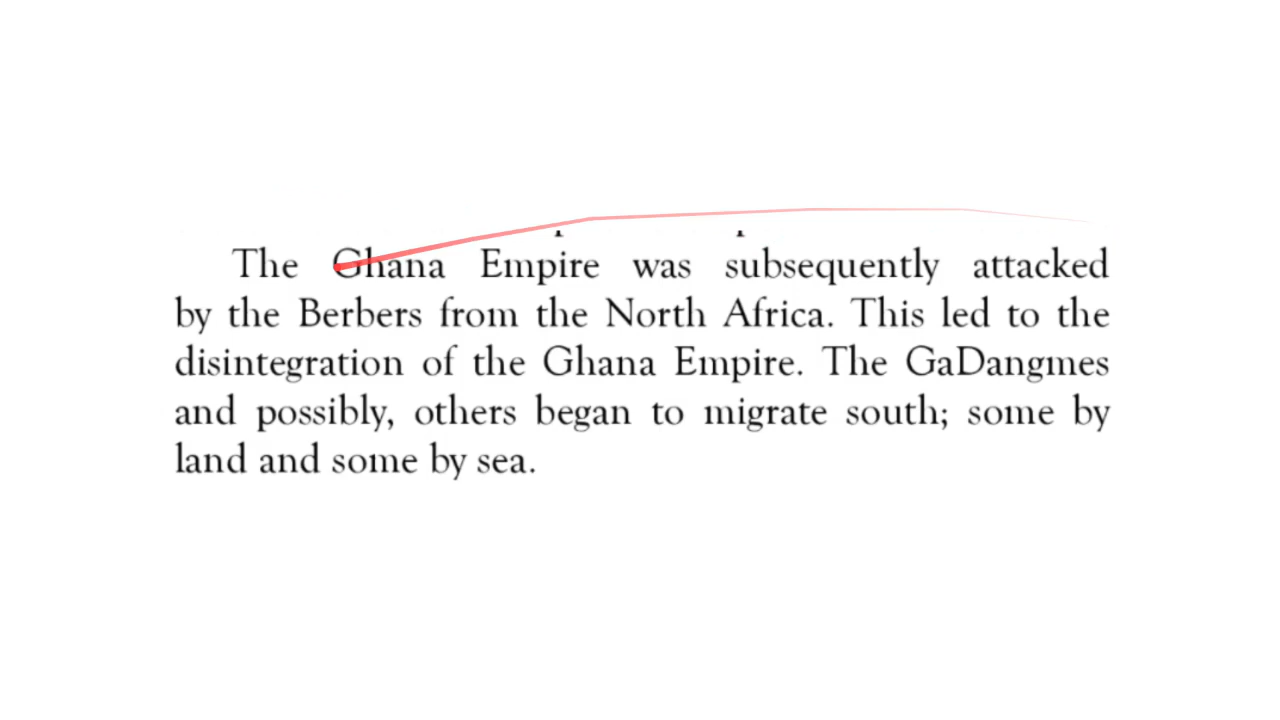 The Ghana Empire was subsequently attacked
by the Berbers from the North Africa. This led to the
disintegration of the Ghana Empire. The GaDangmes
and possibly, others began to migrate south; some by
land and some by sea.